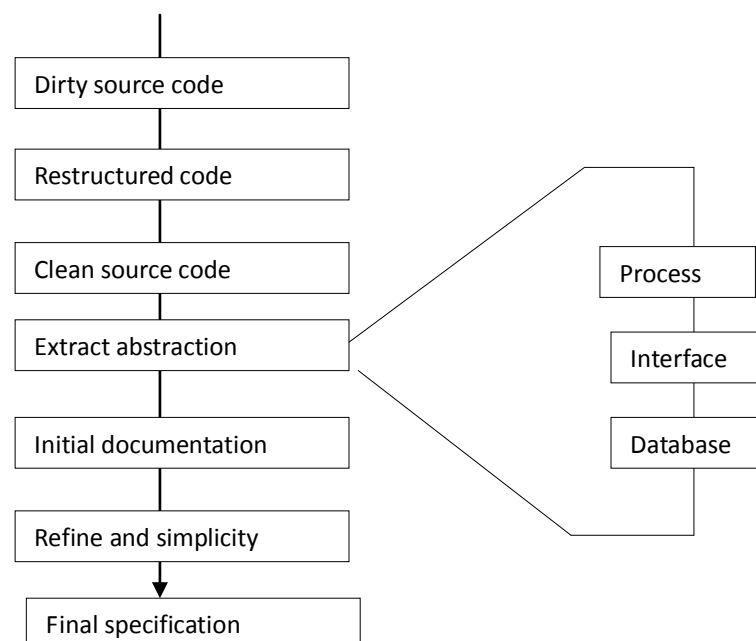 Dirty source code
Restructured code
Clean source code
Extract abstraction
Initial documentation
Refine and simplicity
Final specification
Process
Interface
Database